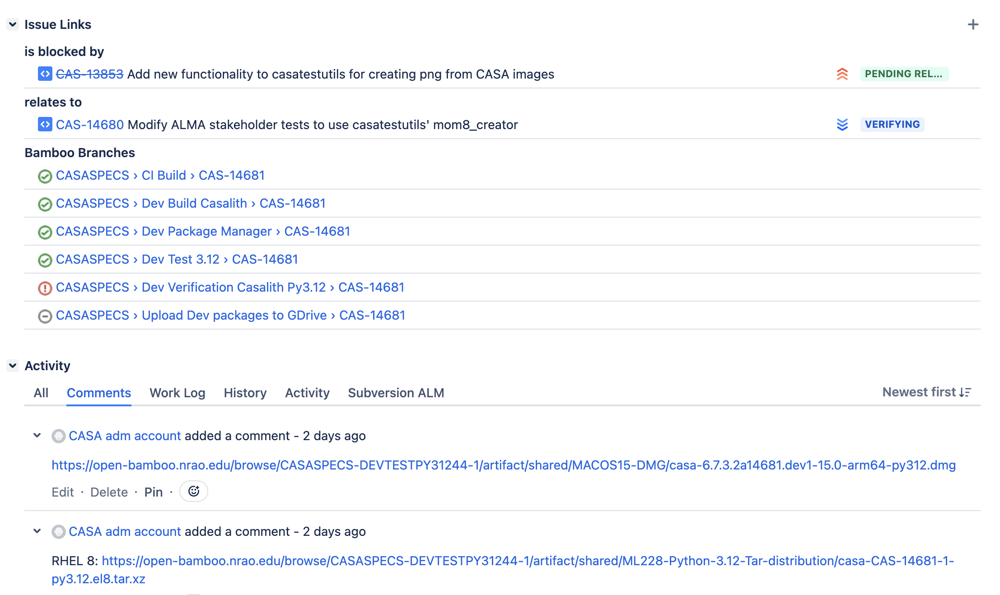 Issue Links
is blocked by
CAS-13853 Add new functionality to casatestutils for creating png from CASA images PENDING REL...
relates to
CAS-14680 Modify ALMA stakeholder tests to use casatestutils' mom8_creator VERIFYING
Bamboo Branches
CASASPECS › CI Build › CAS-14681
CASASPECS › Dev Build Casalith › CAS-14681
CASASPECS › Dev Package Manager › CAS-14681
CASASPECS › Dev Test 3.12 › CAS-14681
CASASPECS › Dev Verification Casalith Py3.12 › CAS-14681
CASASPECS › Upload Dev packages to GDrive › CAS-14681
Activity
All Comments Work Log History Activity Subversion ALM Newest first
CASA adm account added a comment - 2 days ago
https://open-bamboo.nrao.edu/browse/CASASPECS-DEVTESTPY31244-1/artifact/shared/MACOS15-DMG/casa-6.7.3.2a14681.dev1-15.0-arm64-py312.dmg
Edit · Delete · Pin ·
CASA adm account added a comment - 2 days ago
RHEL 8: https://open-bamboo.nrao.edu/browse/CASASPECS-DEVTESTPY31244-1/artifact/shared/ML228-Python-3.12-Tar-distribution/casa-CAS-14681-1-
py3.12.el8.tar.xz